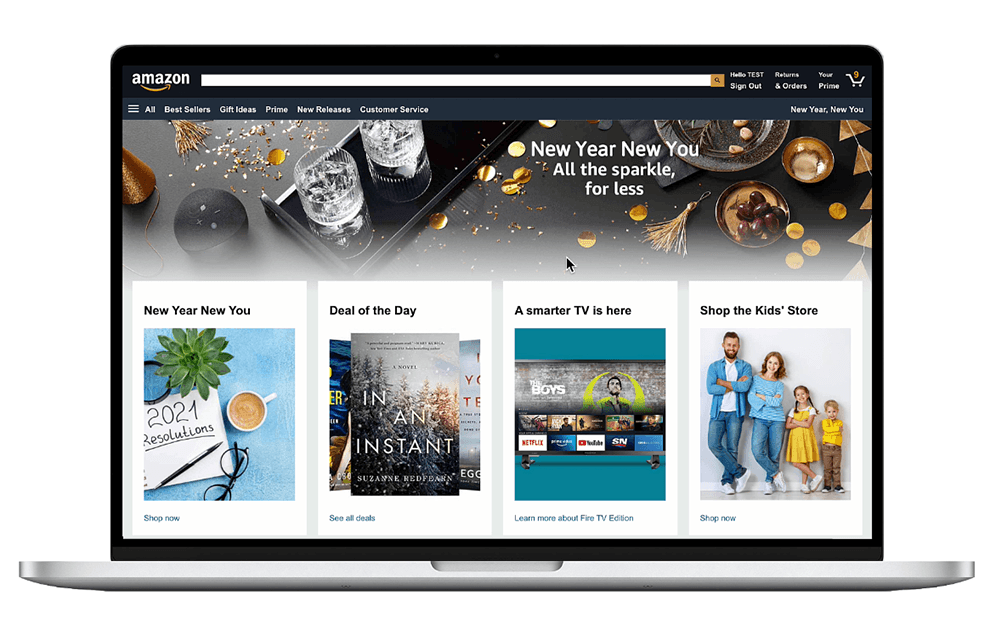 amazon
Hello TEST
Sign Out
Returns
& Orders
Your
Prime
9
All Best Sellers Gift Ideas Prime New Releases Customer Service
New Year, New You
New Year New You
All the sparkle,
for less
New Year New You
2021
Resolutions
Shop now
Deal of the Day
A NOVEL
IN
AN
INSTANT
SUZANNE REDFEARN
See all deals
A smarter TV is here
THE
BOYS
NETFLIX
prime video
YouTube
SN
Learn more about Fire TV Edition
Shop the Kids' Store
Shop now